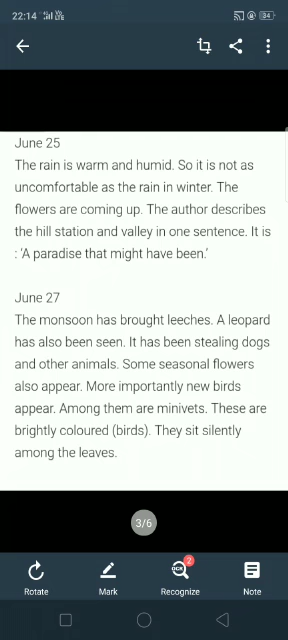 22:14
34
June 25
The rain is warm and humid. So it is not as
uncomfortable as the rain in winter. The
flowers are coming up. The author describes
the hill station and valley in one sentence. It is
: ‘A paradise that might have been.’
June 27
The monsoon has brought leeches. A leopard
has also been seen. It has been stealing dogs
and other animals. Some seasonal flowers
also appear. More importantly new birds
appear. Among them are minivets. These are
brightly coloured (birds). They sit silently
among the leaves.
3/6
OCR
2
Rotate Mark Recognize Note